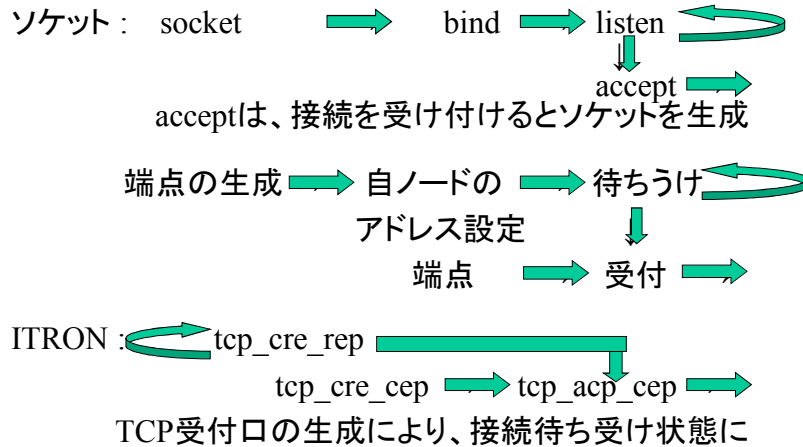 ソケット： socket bind listen
accept
acceptは、接続を受け付けるとソケットを生成
端点の生成 自ノードの 待ちうけ
アドレス設定
端点 受付
ITRON： tcp_cre_rep
tcp_cre_cep tcp_acp_cep
TCP受付口の生成により、接続待ち受け状態に